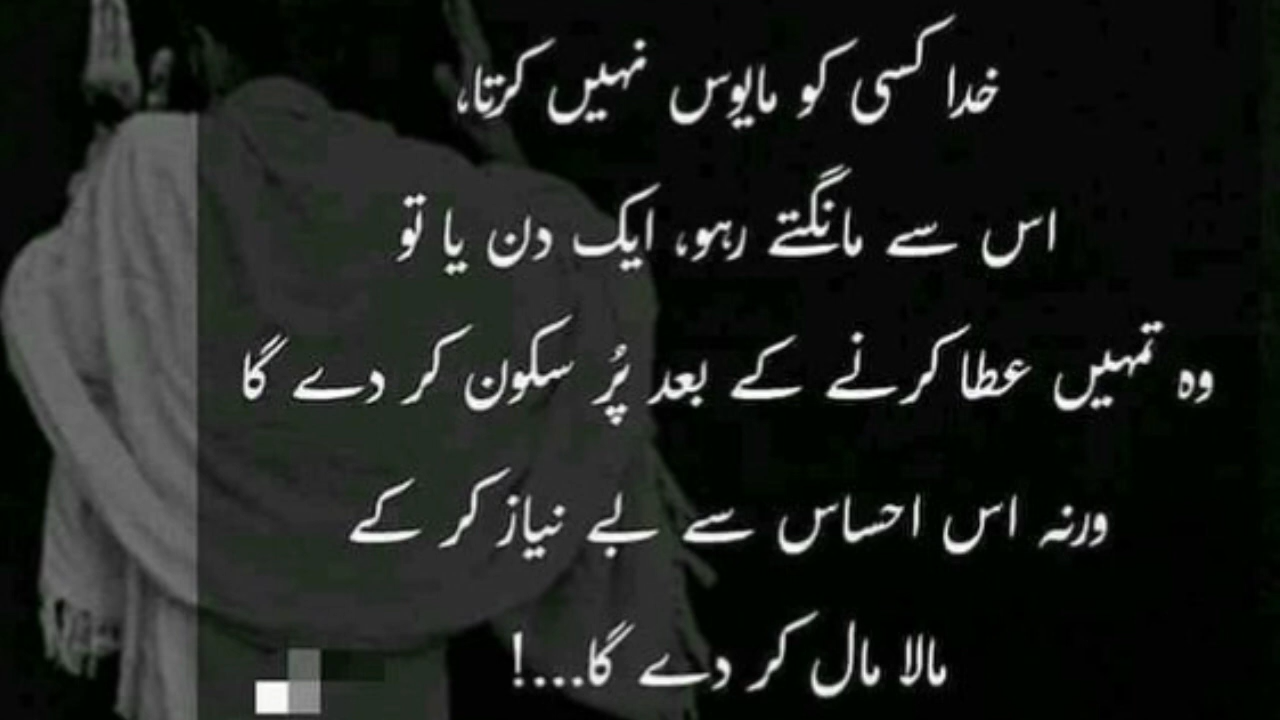 خدا کسی کو مایوس نہیں کرتا،
اس سے مانگتے رہو، ایک دن یا تو
وہ تمہیں عطا کرنے کے بعد پُر سکون کر دے گا
ورنہ اس احساس سے بے نیاز کر کے
مالا مال کر دے گا...!